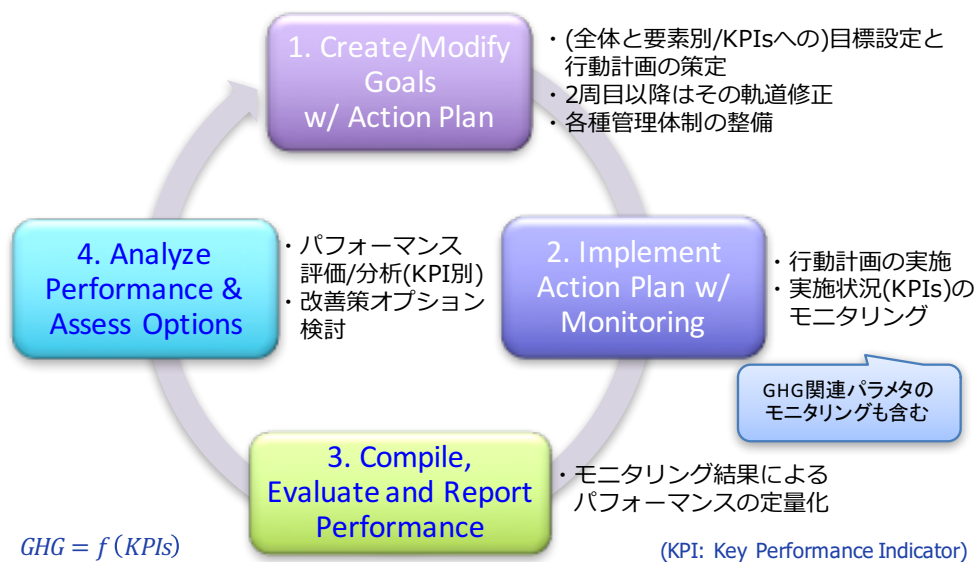 1. Create/Modify
Goals
w/ Action Plan
・(全体と要素別/KPIsへの)目標設定と
行動計画の策定
・2周目以降はその軌道修正
・各種管理体制の整備
2. Implement
Action Plan w/
Monitoring
・行動計画の実施
・実施状況(KPIs)の
モニタリング
GHG関連パラメタの
モニタリングも含む
3. Compile,
Evaluate and Report
Performance
・モニタリング結果による
パフォーマンスの定量化
4. Analyze
Performance &
Assess Options
・パフォーマンス
評価/分析(KPI別)
・改善策オプション
検討
GHG = f (KPIs)
(KPI: Key Performance Indicator)